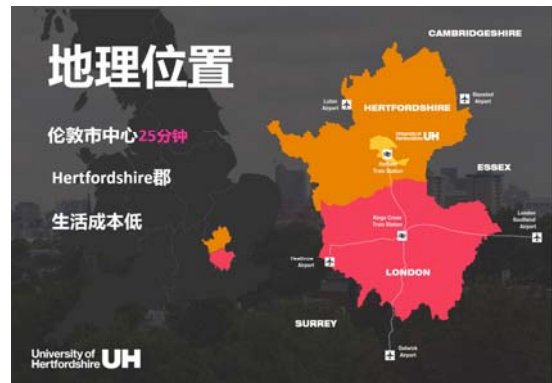 地理位置
伦敦市中心25分钟
Hertfordshire郡
生活成本低
CAMBRIDGESHIRE
Luton
Airport
Stansted
Airport
HERTFORDSHIRE
University of
Hertfordshire UH
Hatfield
Train Station
ESSEX
Kings Cross
Train Station
London
Southend
Airport
Heathrow
Airport
LONDON
SURREY
Gatwick
Airport
University of
Hertfordshire UH